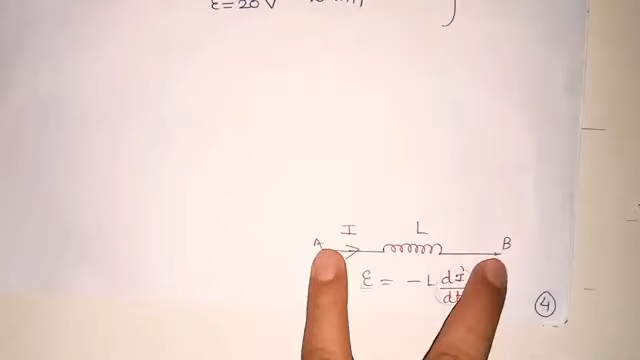 ε = 20 V
I L
A B
ε = - L dI/dt
4